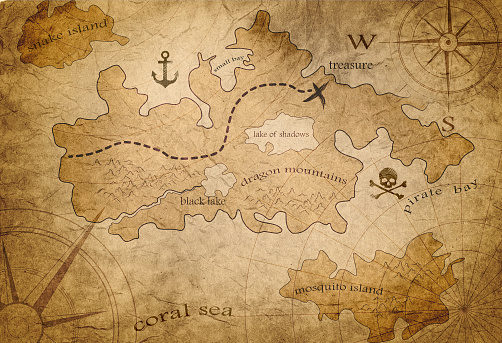 snake island
small bay
W
treasure
S
lake of shadows
dragon mountains
black lake
pirate bay
mosquito island
coral sea